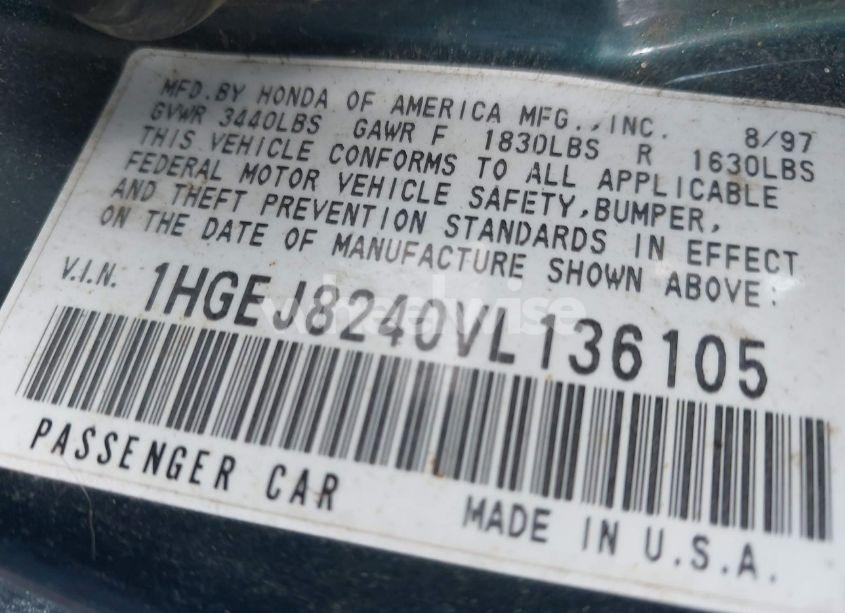 MFD. BY HONDA OF AMERICA MFG., INC. 8/97
GVWR 3440LBS GAWR F 1830LBS R 1630LBS
THIS VEHICLE CONFORMS TO ALL APPLICABLE
FEDERAL MOTOR VEHICLE SAFETY, BUMPER,
AND THEFT PREVENTION STANDARDS IN EFFECT
ON THE DATE OF MANUFACTURE SHOWN ABOVE:
V.I.N. 1HGEJ8240VL136105
wheelwise
PASSENGER CAR MADE IN U.S.A.